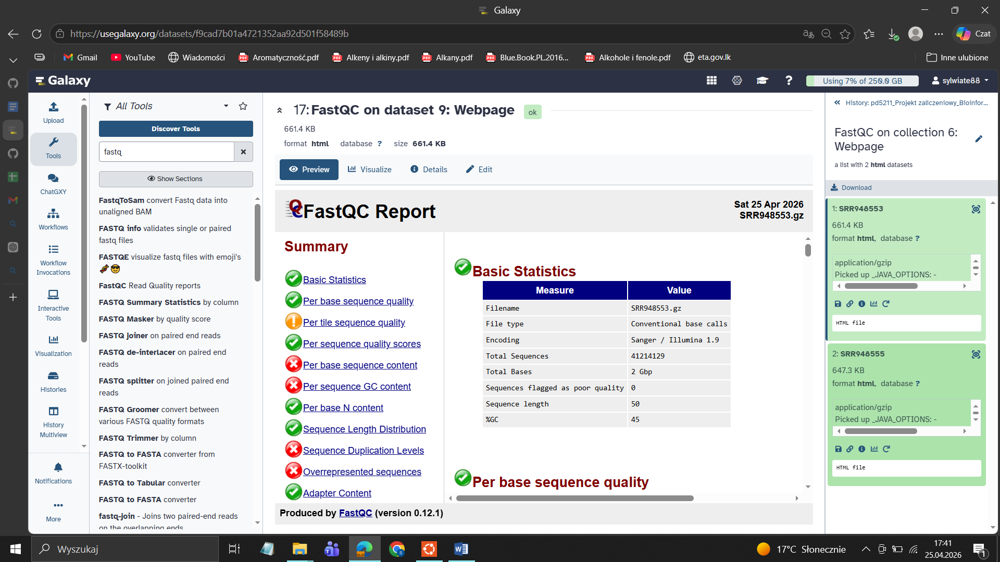 Galaxy
https://usegalaxy.org/datasets/f9cad7b01a4721352aa92d501f58489b
Czat
Gmail
YouTube
Wiadomości
Aromatyczność.pdf
Alkeny i alkiny.pdf
Alkany.pdf
Blue.Book.PL.2016...
Alkohole i fenole.pdf
eta.gov.lk
Inne ulubione
Galaxy
Using 7% of 250.0 GB
sylwiate88
Upload
Tools
ChatGXY
Workflows
Workflow
Invocations
Interactive
Tools
Visualization
Histories
History
Multiview
Notifications
More
All Tools
Discover Tools
fastq
Show Sections
FastqToSam convert Fastq data into
unaligned BAM
FASTQ info validates single or paired
fastq files
FASTQE visualize fastq files with emoji's
🧬 😎
FastQC Read Quality reports
FASTQ Summary Statistics by column
FASTQ Masker by quality score
FASTQ joiner on paired end reads
FASTQ de-interlacer on paired end
reads
FASTQ splitter on joined paired end
reads
FASTQ Groomer convert between
various FASTQ quality formats
FASTQ Trimmer by column
FASTQ to FASTA converter from
FASTX-toolkit
FASTQ to Tabular converter
FASTQ to FASTA converter
fastq-join - Joins two paired-end reads
on the overlapping ends
17: FastQC on dataset 9: Webpage
ok
661.4 KB
format html database ? size 661.4 KB
Preview
Visualize
Details
Edit
FastQC Report
Sat 25 Apr 2026
SRR948553.gz
Summary
Basic Statistics
Per base sequence quality
Per tile sequence quality
Per sequence quality scores
Per base sequence content
Per sequence GC content
Per base N content
Sequence Length Distribution
Sequence Duplication Levels
Overrepresented sequences
Adapter Content
Basic Statistics
Measure Value
Filename SRR948553.gz
File type Conventional base calls
Encoding Sanger / Illumina 1.9
Total Sequences 41214129
Total Bases 2 Gbp
Sequences flagged as poor quality 0
Sequence length 50
%GC 45
Per base sequence quality
Produced by FastQC (version 0.12.1)
History: pd5211_Projekt zaliczeniowy_Bioinfor...
FastQC on collection 6:
Webpage
a list with 2 html datasets
Download
1: SRR948553
661.4 KB
format html, database ?
application/gzip
Picked up _JAVA_OPTIONS: -
HTML file
2: SRR948555
647.3 KB
format html, database ?
application/gzip
Picked up _JAVA_OPTIONS: -
HTML file
Wyszukaj
17°C Słonecznie
17:41
25.04.2026
1